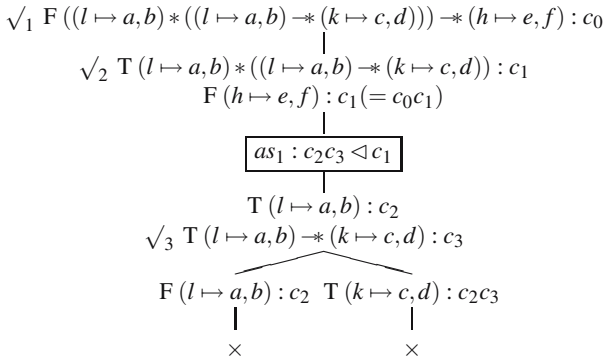 √1 F ((l ↦ a,b) ∗ ((l ↦ a,b) −∗ (k ↦ c,d))) −∗ (h ↦ e, f) : c0
√2 T (l ↦ a,b) ∗ ((l ↦ a,b) −∗ (k ↦ c,d)) : c1
F (h ↦ e, f) : c1(= c0c1)
as1 : c2c3 ◁ c1
T (l ↦ a,b) : c2
√3 T (l ↦ a,b) −∗ (k ↦ c,d) : c3
F (l ↦ a,b) : c2 T (k ↦ c,d) : c2c3
× ×